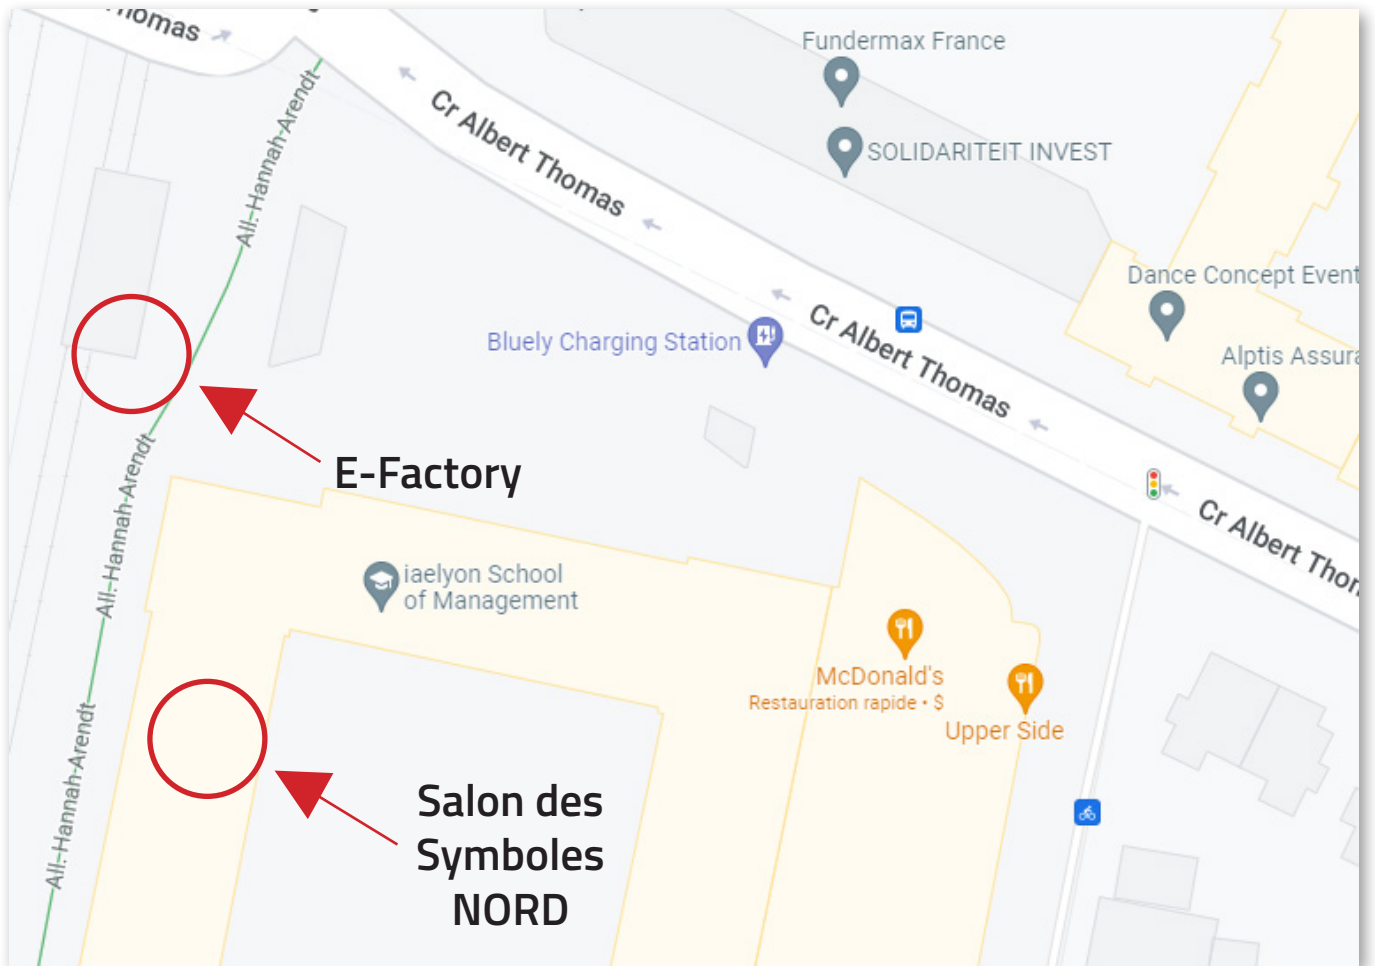 Thomas
All.-Hannah-Arendt
Cr Albert Thomas
Fundermax France
SOLIDARITEIT INVEST
Dance Concept Event
Alptis Assura
Bluely Charging Station
Cr Albert Thomas
Cr Albert Thom
E-Factory
All.-Hannah-Arendt
iaelyon School
of Management
McDonald's
Restauration rapide • $
Upper Side
All.-Hannah-Arendt
Salon des
Symboles
NORD